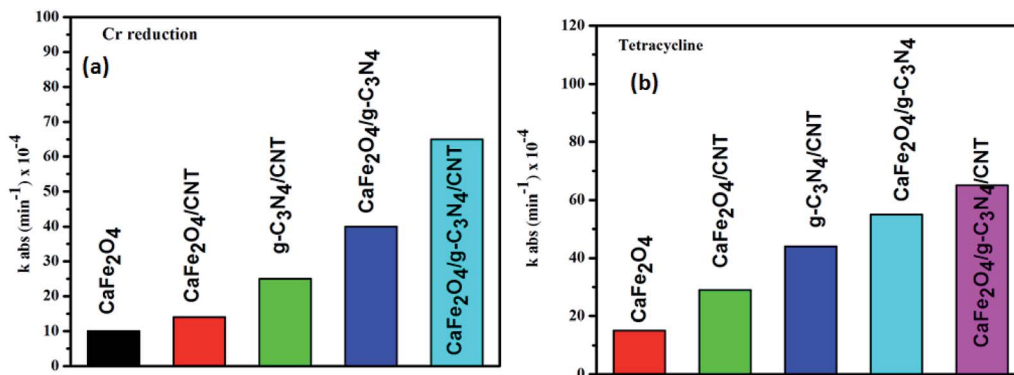 Cr reduction
(a)
k abs (min⁻¹) x 10⁻⁴
100
90
80
70
60
50
40
30
20
10
0
CaFe₂O₄
CaFe₂O₄/CNT
g-C₃N₄/CNT
CaFe₂O₄/g-C₃N₄
CaFe₂O₄/g-C₃N₄/CNT
Tetracycline
(b)
k abs (min⁻¹) x 10⁻⁴
120
100
80
60
40
20
0
CaFe₂O₄
CaFe₂O₄/CNT
g-C₃N₄/CNT
CaFe₂O₄/g-C₃N₄
CaFe₂O₄/g-C₃N₄/CNT